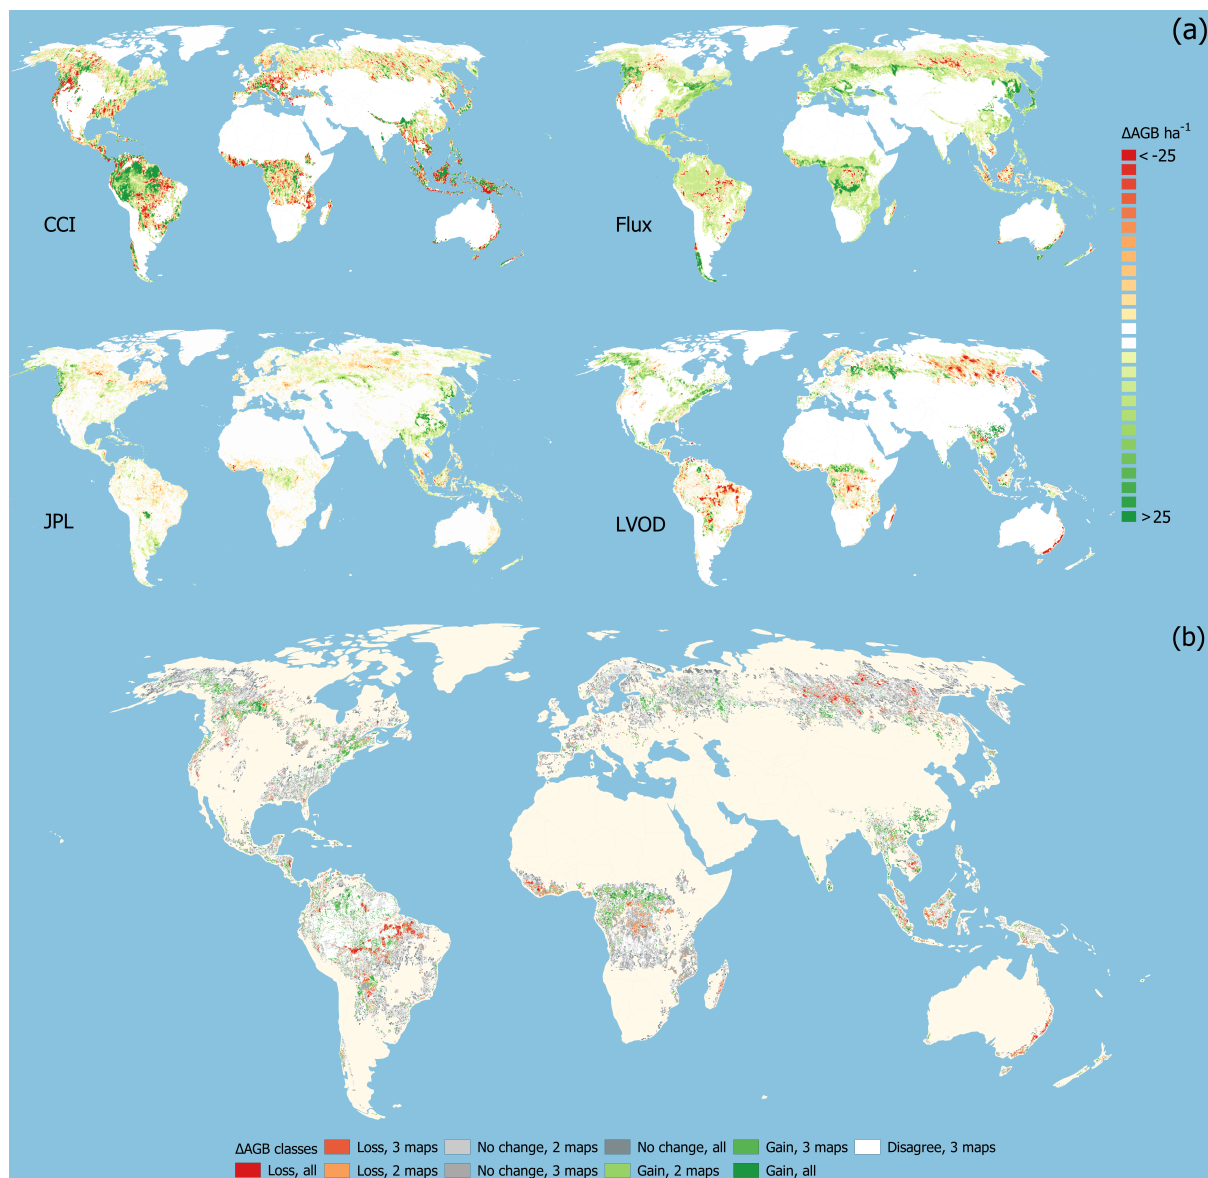 (a)
ΔAGB ha-1
< -25
>25
CCI
Flux
JPL
LVOD
(b)
ΔAGB classes
Loss, 3 maps
No change, 2 maps
No change, all
Gain, 3 maps
Disagree, 3 maps
Loss, all
Loss, 2 maps
No change, 3 maps
Gain, 2 maps
Gain, all